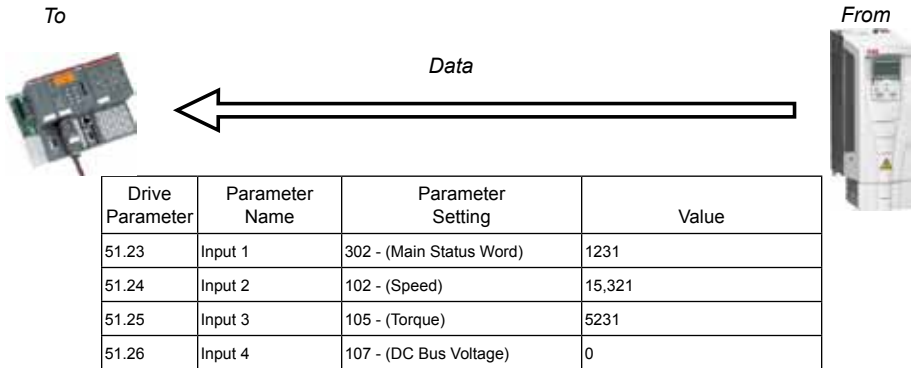 To
From
Data
Drive Parameter Parameter Name Parameter Setting Value
51.23 Input 1 302 - (Main Status Word) 1231
51.24 Input 2 102 - (Speed) 15,321
51.25 Input 3 105 - (Torque) 5231
51.26 Input 4 107 - (DC Bus Voltage) 0
ABB